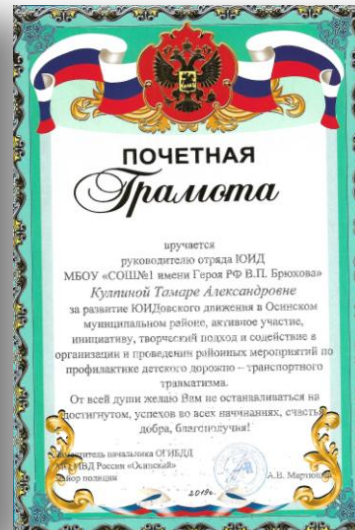 ПОЧЕТНАЯ
Грамота
вручается
руководителю отряда ЮИД
МБОУ «СОШ№1 имени Героя РФ В.П. Брюхова»
Кулпиной Тамаре Александровне
за развитие ЮИДовского движения в Осинском
муниципальном районе, активное участие,
инициативу, творческий подход и содействие в
организации и проведении районных мероприятий по
профилактике детского дорожно – транспортного
травматизма.
От всей души желаю Вам не останавливаться на
достигнутом, успехов во всех начинаниях, счастья,
добра, благополучия!
начальника ОГИБДД
МВД России «Осинский»
майор полиции
А.В.
2019г.